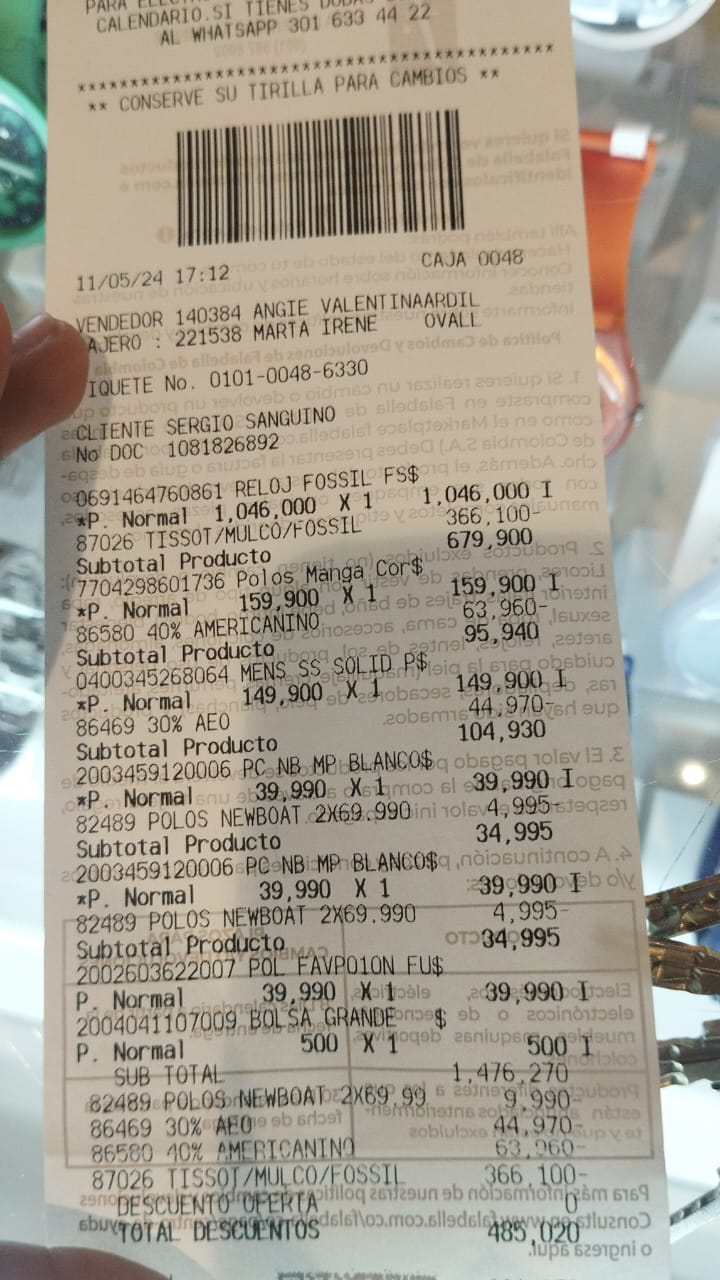 CALENDARIO.SI TIENES DUDAS
AL WHATSAPP 301 633 44 22
** CONSERVE SU TIRILLA PARA CAMBIOS **
11/05/24 17:12 CAJA 0048
VENDEDOR 140384 ANGIE VALENTINAARDIL
AJERO : 221538 MARTA IRENE OVALL
IQUETE No. 0101-0048-6330
CLIENTE SERGIO SANGUINO
No DOC 1081826892
0691464760861 RELOJ FOSSIL FS$
*P. Normal 1,046,000 X 1 1,046,000 I
87026 TISSOT/MULCO/FOSSIL 366,100-
Subtotal Producto 679,900
7704298601736 Polos Manga Cor$
*P. Normal 159,900 X 1 159,900 I
86580 40% AMERICANINO 63,960-
Subtotal Producto 95,940
0400345268064 MENS SS SOLID P$
*P. Normal 149,900 X 1 149,900 I
86469 30% AEO 44,970-
Subtotal Producto 104,930
2003459120006 PC NB MP BLANCO$
*P. Normal 39,990 X 1 39,990 I
82489 POLOS NEWBOAT 2X69.990 4,995-
Subtotal Producto 34,995
2003459120006 PC NB MP BLANCO$
*P. Normal 39,990 X 1 39,990 I
82489 POLOS NEWBOAT 2X69.990 4,995-
Subtotal Producto 34,995
2002603622007 POL FAVPO1ON FU$
P. Normal 39,990 X 1 39,990 I
2004041107009 BOLSA GRANDE $
P. Normal 500 X 1 500 I
SUB TOTAL 1,476,270
82489 POLOS NEWBOAT 2X69.99 9,990-
86469 30% AEO 44,970-
86580 40% AMERICANINO 63,960-
87026 TISSOT/MULCO/FOSSIL 366,100-
DESCUENTO OFERTA 0
TOTAL DESCUENTOS 485,020